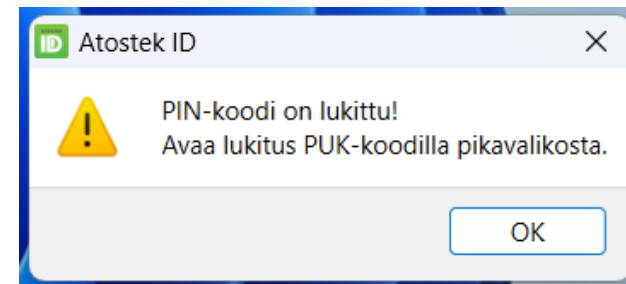 Atostek ID
PIN-koodi on lukittu!
Avaa lukitus PUK-koodilla pikavalikosta.
OK